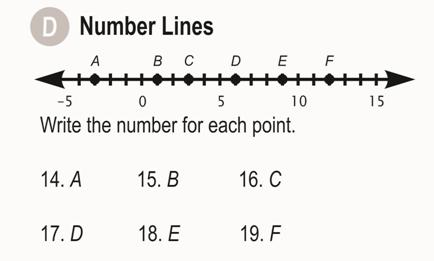 D Number Lines
A B C D E F
-5 0 5 10 15
Write the number for each point.
14. A 15. B 16. C
17. D 18. E 19. F